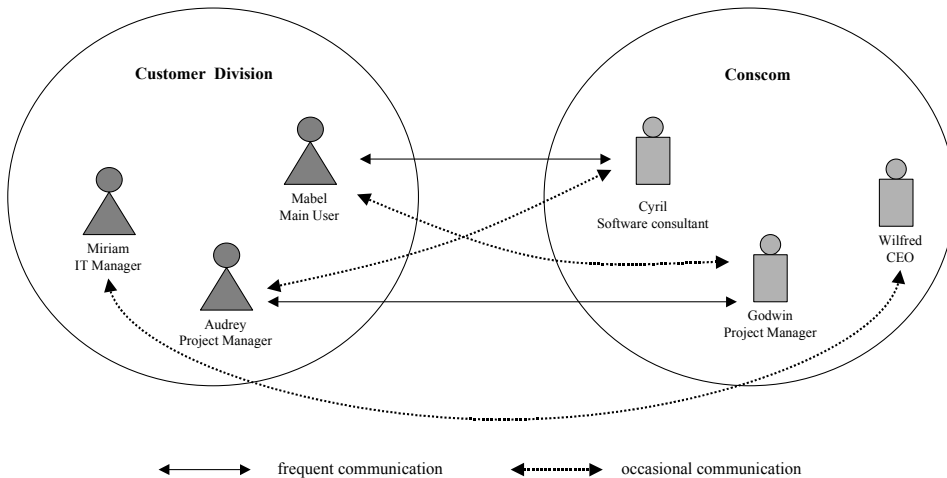 Customer Division
Conscom
Mabel
Main User
Cyril
Software consultant
Miriam
IT Manager
Wilfred
CEO
Audrey
Project Manager
Godwin
Project Manager
frequent communication
occasional communication